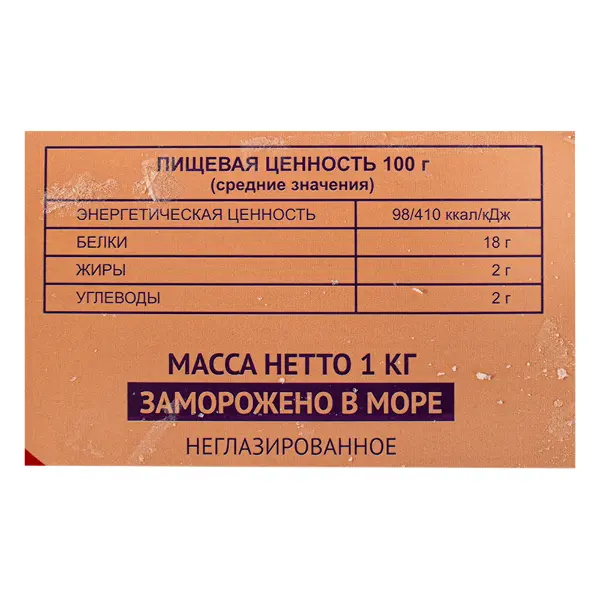 ПИЩЕВАЯ ЦЕННОСТЬ 100 г
(средние значения)
ЭНЕРГЕТИЧЕСКАЯ ЦЕННОСТЬ 98/410 ккал/кДж
БЕЛКИ 18 г
ЖИРЫ 2 г
УГЛЕВОДЫ 2 г
МАССА НЕТТО 1 КГ
ЗАМОРОЖЕНО В МОРЕ
НЕГЛАЗИРОВАННОЕ